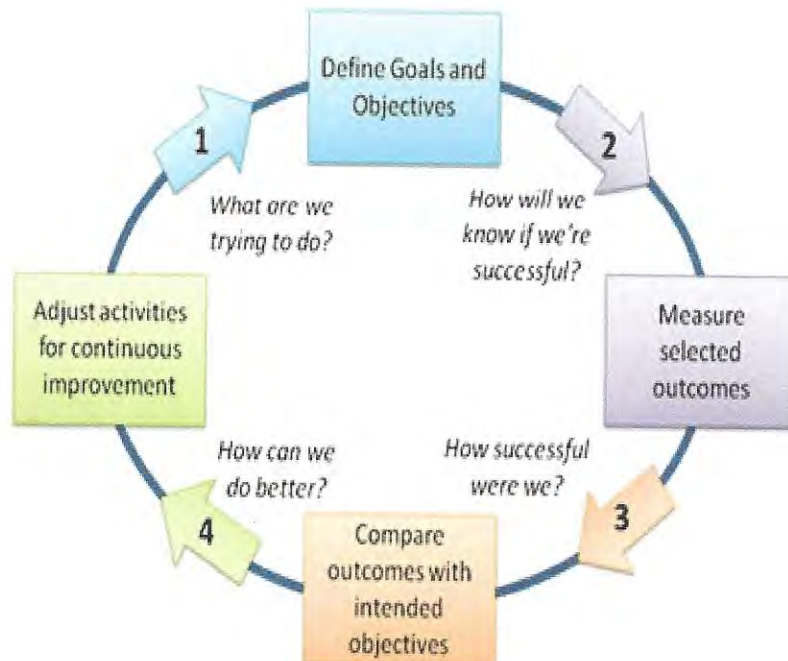 Define Goals and
Objectives
1
2
What are we
trying to do?
How will we
know if we're
successful?
Adjust activities
for continuous
improvement
Measure
selected
outcomes
How can we
do better?
How successful
were we?
4
3
Compare
outcomes with
intended
objectives